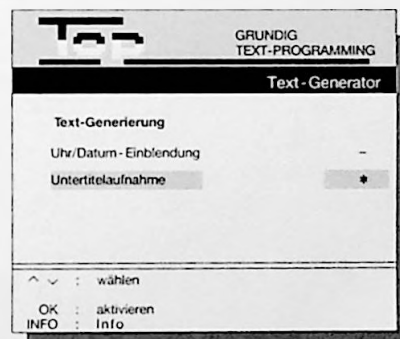 Top
GRUNDIG
TEXT-PROGRAMMING
Text-Generator
Text-Generierung
Uhr/Datum-Einblendung –
Untertitelaufnahme *
^ ⌄ : wählen
OK : aktivieren
INFO : Info